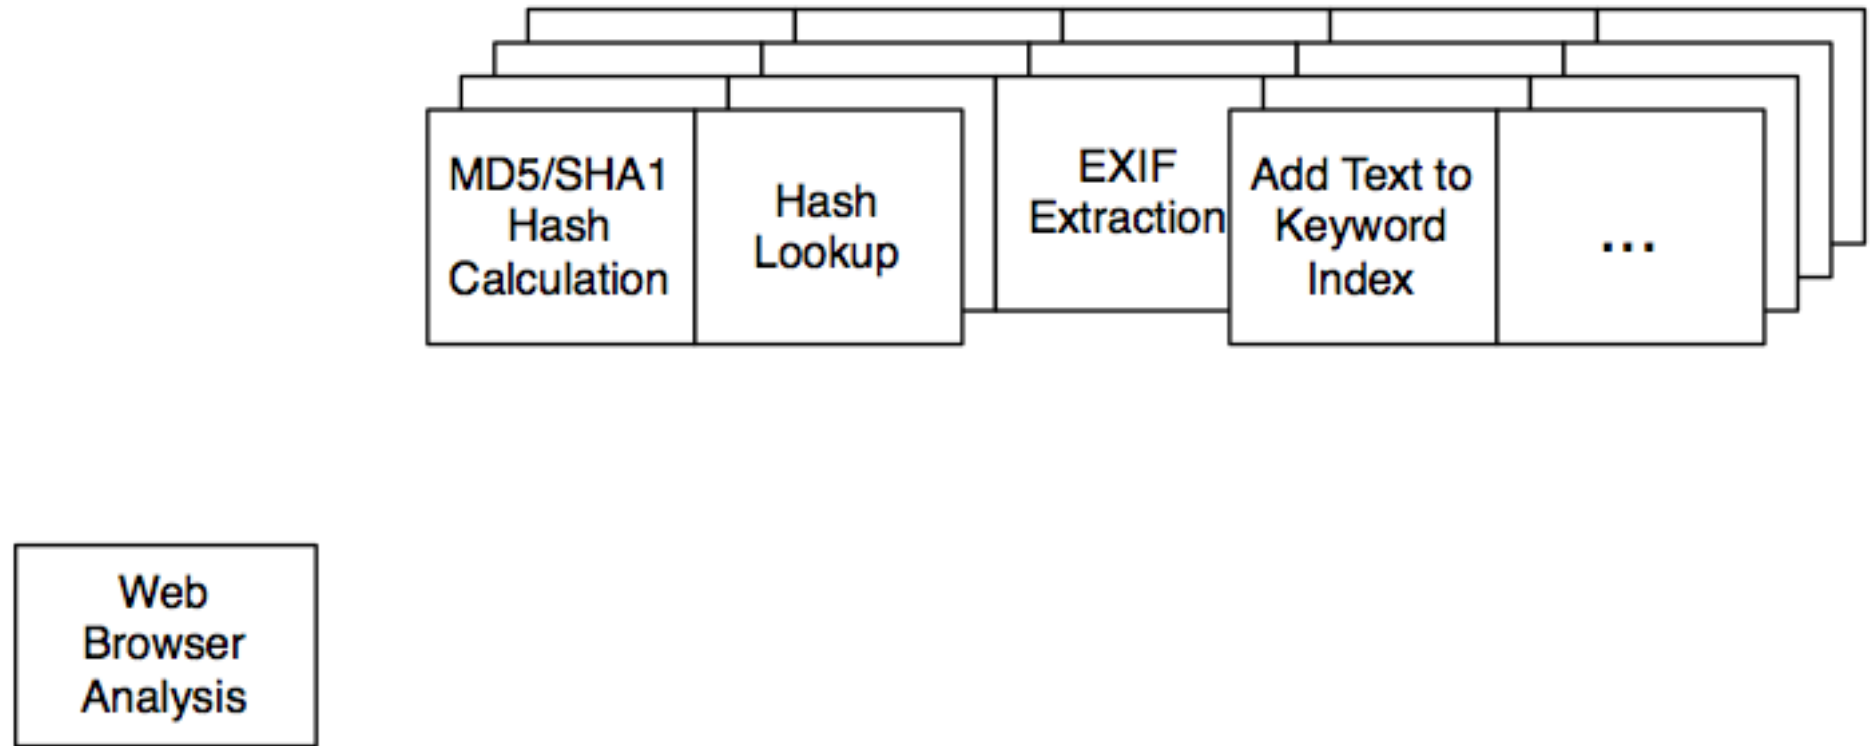 MD5/SHA1
Hash
Calculation
Hash
Lookup
EXIF
Extraction
Add Text to
Keyword
Index
...
Web
Browser
Analysis